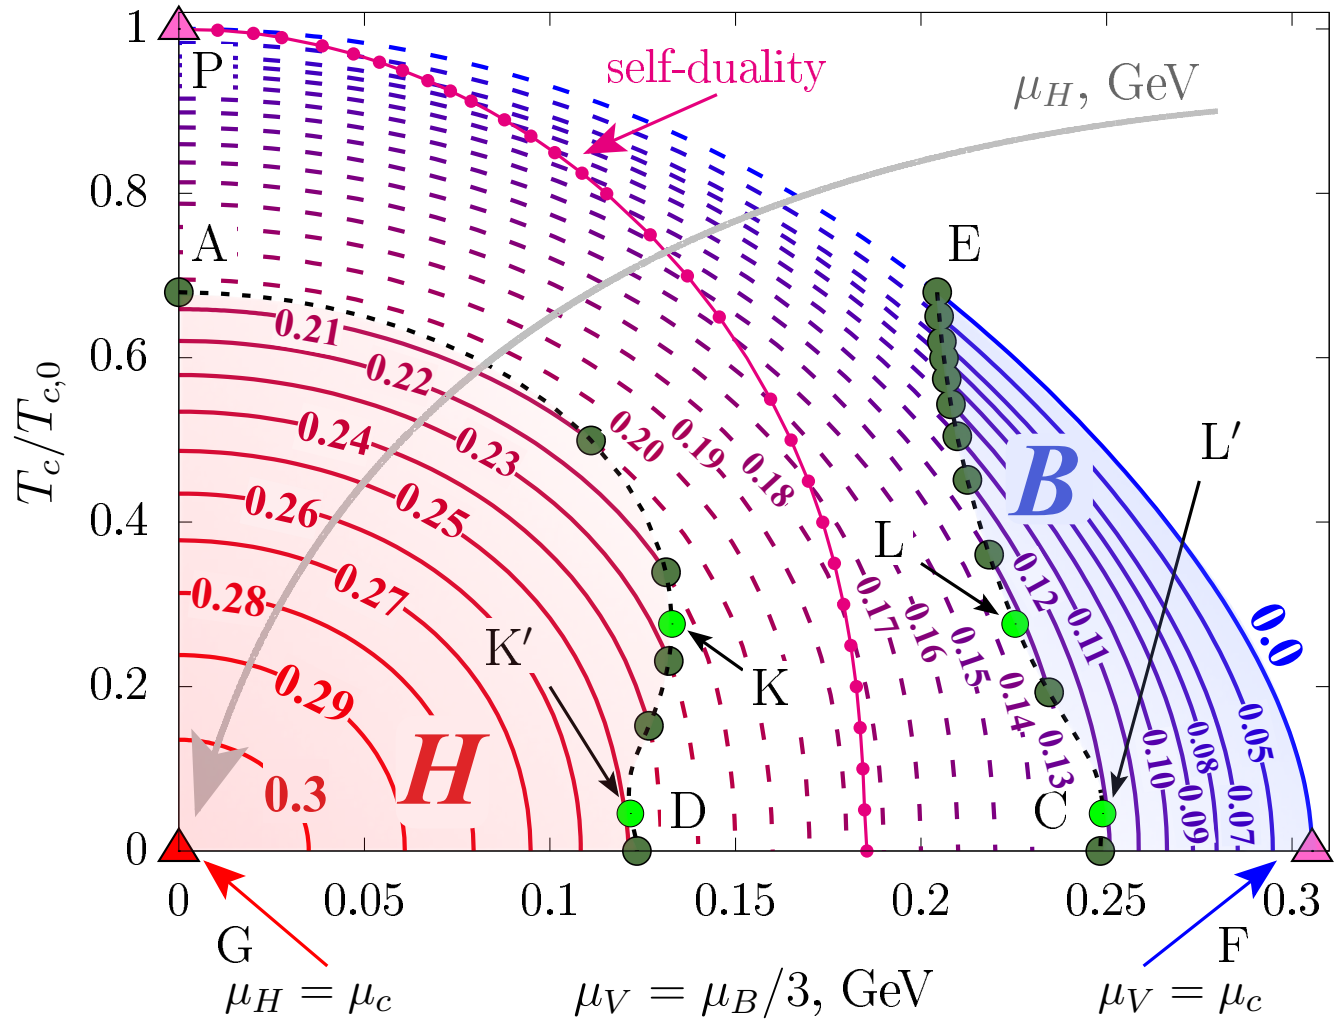 1
P
self-duality
μ_H, GeV
0.8
A
E
0.21
T_c/T_{c,0}
0.6
0.22
0.20
0.19
0.18
0.24
0.23
B
L′
0.26
0.25
0.4
L
0.28
0.27
0.17
0.16
0.15
0.14
0.13
0.12
0.11
0.0
K′
K
0.2
0.29
H
0.3
D
C
0.10
0.09
0.08
0.07
0.05
0
0 0.05 0.1 0.15 0.2 0.25 0.3
G
F
μ_H = μ_c
μ_V = μ_B/3, GeV
μ_V = μ_c